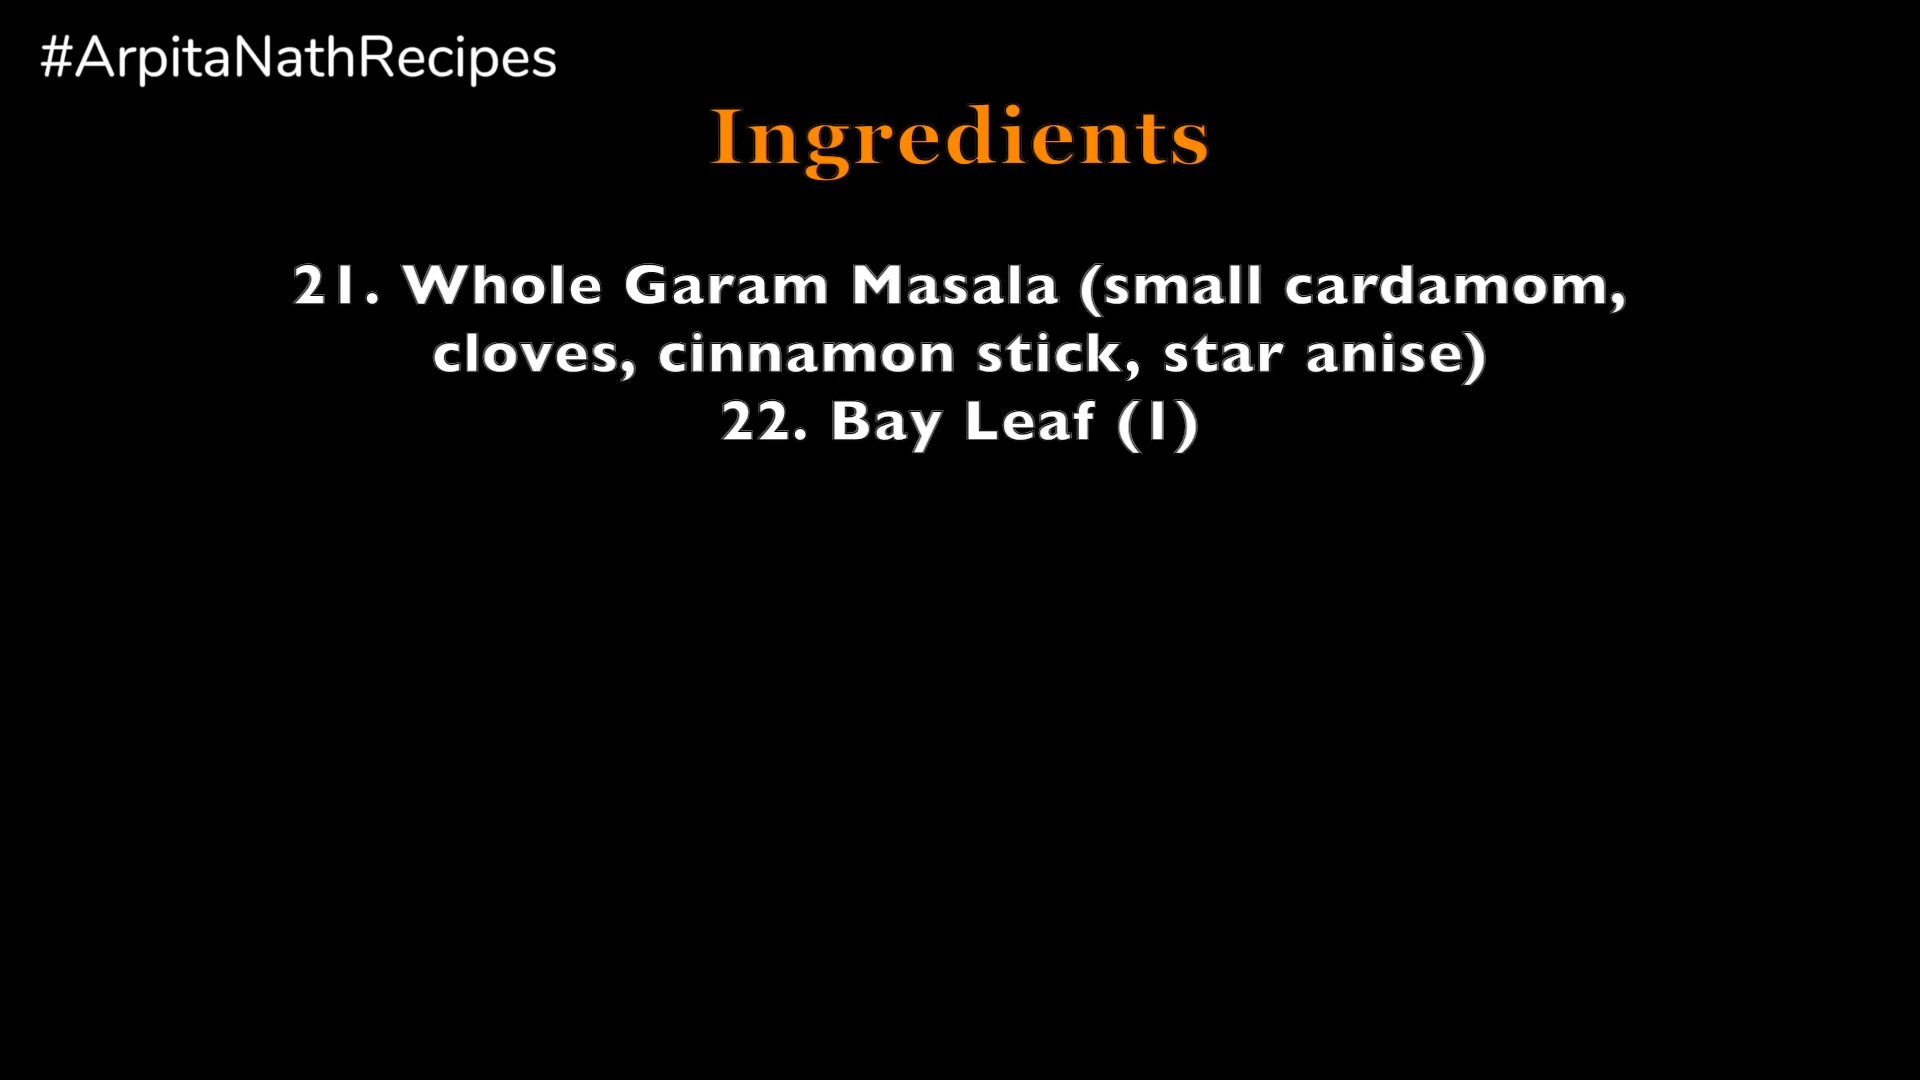 #ArpitaNathRecipes
Ingredients
21. Whole Garam Masala (small cardamom,
cloves, cinnamon stick, star anise)
22. Bay Leaf (1)